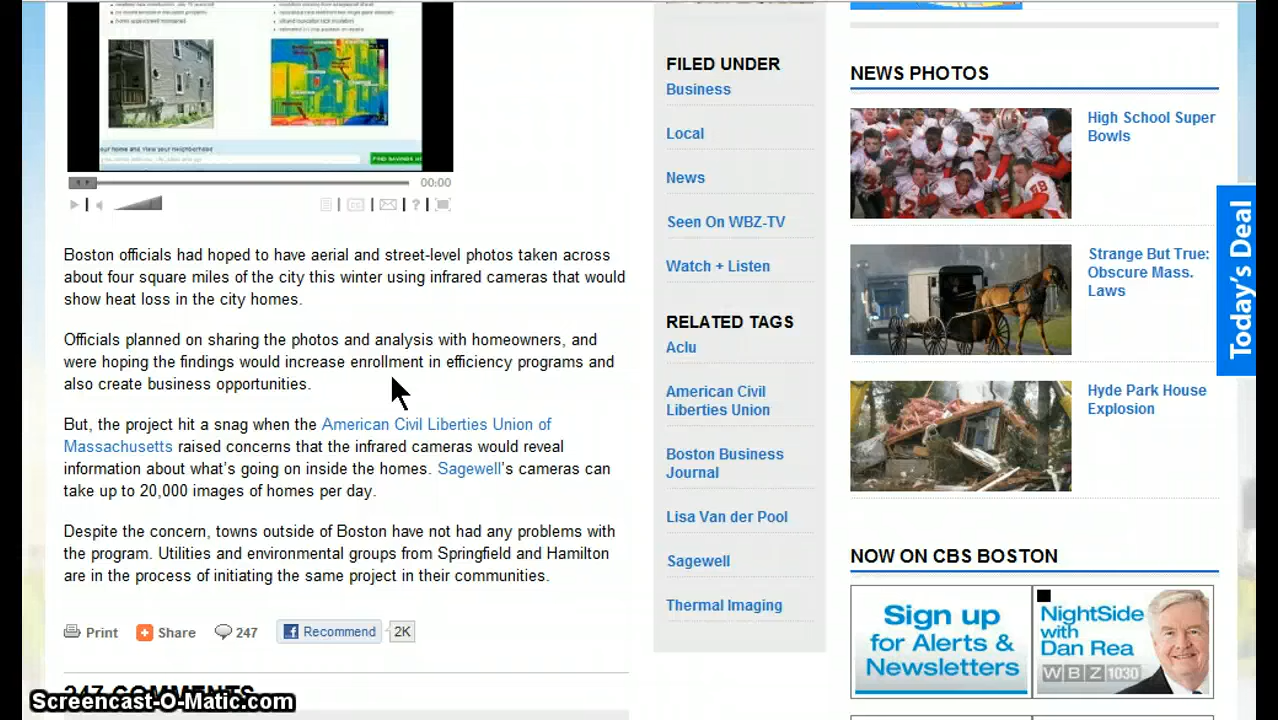 our home and view your neighborhood
FIND SAVINGS
00:00
Boston officials had hoped to have aerial and street-level photos taken across
about four square miles of the city this winter using infrared cameras that would
show heat loss in the city homes.
Officials planned on sharing the photos and analysis with homeowners, and
were hoping the findings would increase enrollment in efficiency programs and
also create business opportunities.
But, the project hit a snag when the American Civil Liberties Union of
Massachusetts raised concerns that the infrared cameras would reveal
information about what's going on inside the homes. Sagewell's cameras can
take up to 20,000 images of homes per day.
Despite the concern, towns outside of Boston have not had any problems with
the program. Utilities and environmental groups from Springfield and Hamilton
are in the process of initiating the same project in their communities.
Print Share 247 Recommend 2K
247 COMMENTS
Screencast-O-Matic.com
FILED UNDER
Business
Local
News
Seen On WBZ-TV
Watch + Listen
RELATED TAGS
Aclu
American Civil
Liberties Union
Boston Business
Journal
Lisa Van der Pool
Sagewell
Thermal Imaging
NEWS PHOTOS
High School Super
Bowls
Strange But True:
Obscure Mass.
Laws
Hyde Park House
Explosion
NOW ON CBS BOSTON
Sign up
for Alerts &
Newsletters
NightSide
with
Dan Rea
WBZ 1030
Today's Deal